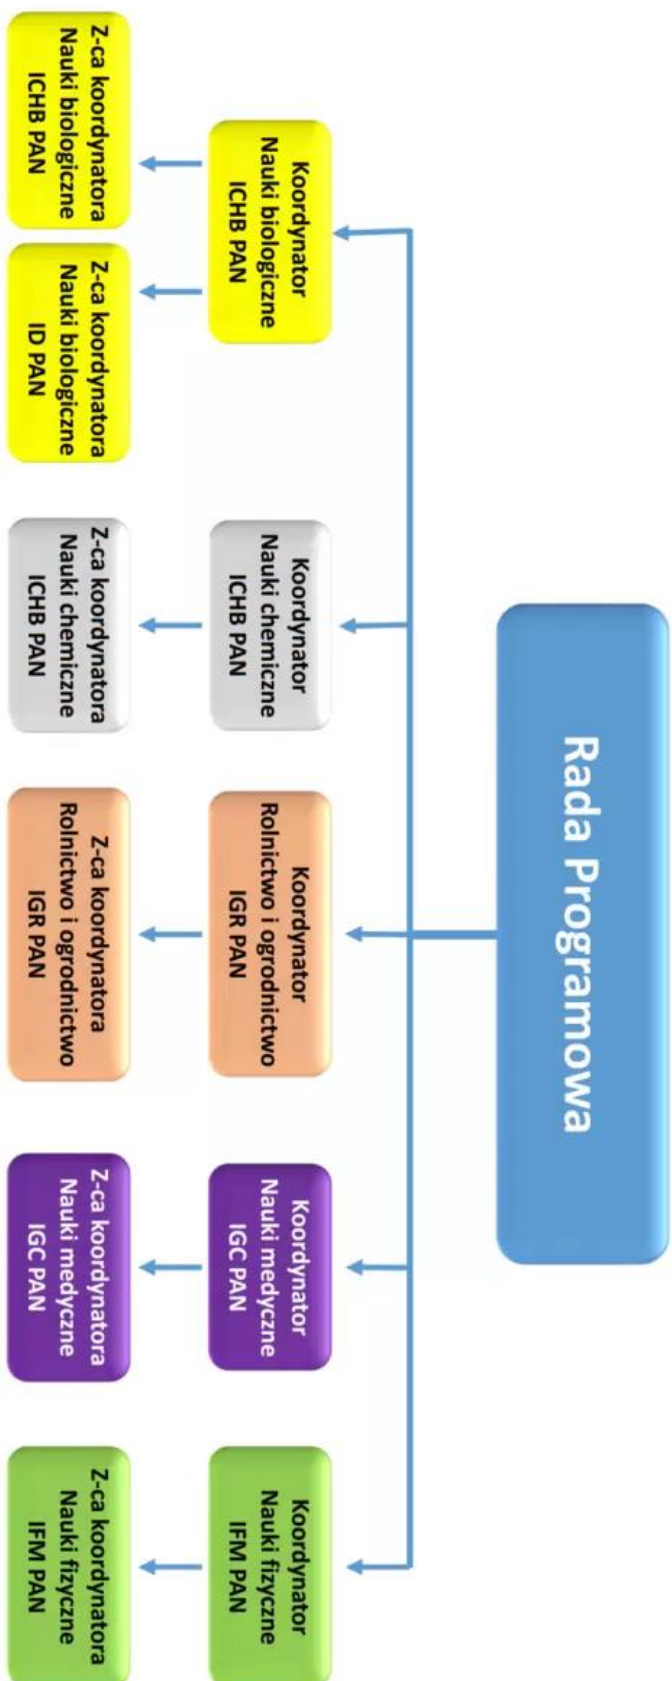 Rada Programowa
Koordynator
Nauki biologiczne
ICHB PAN
Koordynator
Nauki chemiczne
ICHB PAN
Koordynator
Rolnictwo i ogrodnictwo
IGR PAN
Koordynator
Nauki medyczne
IGC PAN
Koordynator
Nauki fizyczne
IFM PAN
Z-ca koordynatora
Nauki biologiczne
ICHB PAN
Z-ca koordynatora
Nauki biologiczne
ID PAN
Z-ca koordynatora
Nauki chemiczne
ICHB PAN
Z-ca koordynatora
Rolnictwo i ogrodnictwo
IGR PAN
Z-ca koordynatora
Nauki medyczne
IGC PAN
Z-ca koordynatora
Nauki fizyczne
IFM PAN